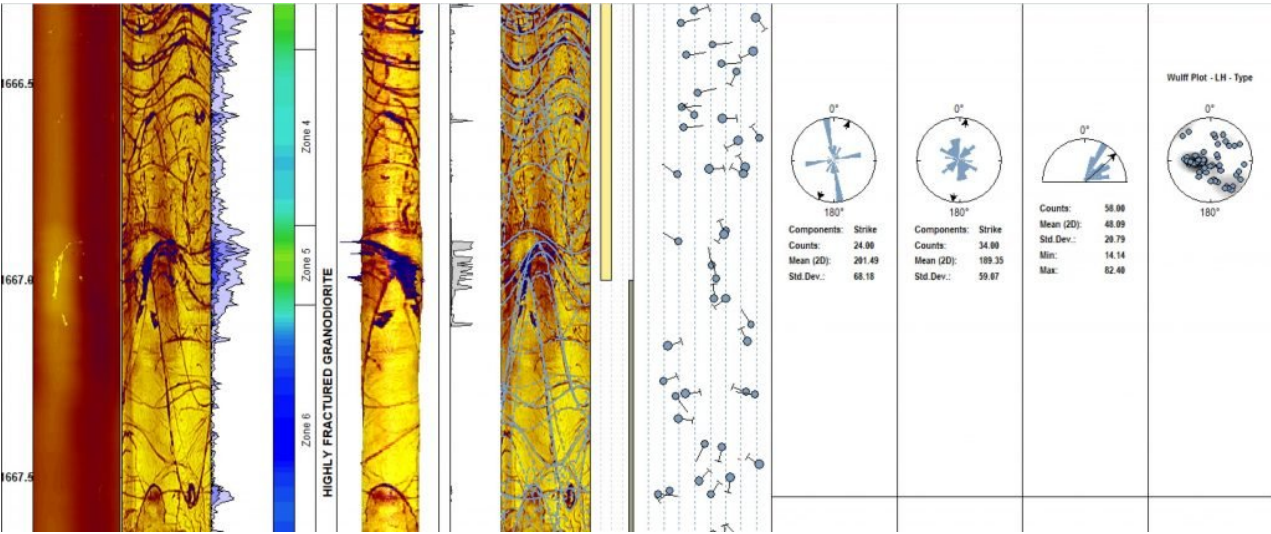 1666.5
1667.0
1667.5
Zone 4
Zone 5
Zone 6
HIGHLY FRACTURED GRANODIORITE
0°
180°
Components: Strike
Counts: 24.00
Mean (2D): 201.49
Std.Dev.: 68.18
0°
180°
Components: Strike
Counts: 34.00
Mean (2D): 189.35
Std.Dev.: 59.07
0°
Counts: 58.00
Mean (2D): 48.09
Std.Dev.: 20.79
Min: 14.14
Max: 82.40
Wulff Plot - LH - Type
0°
180°